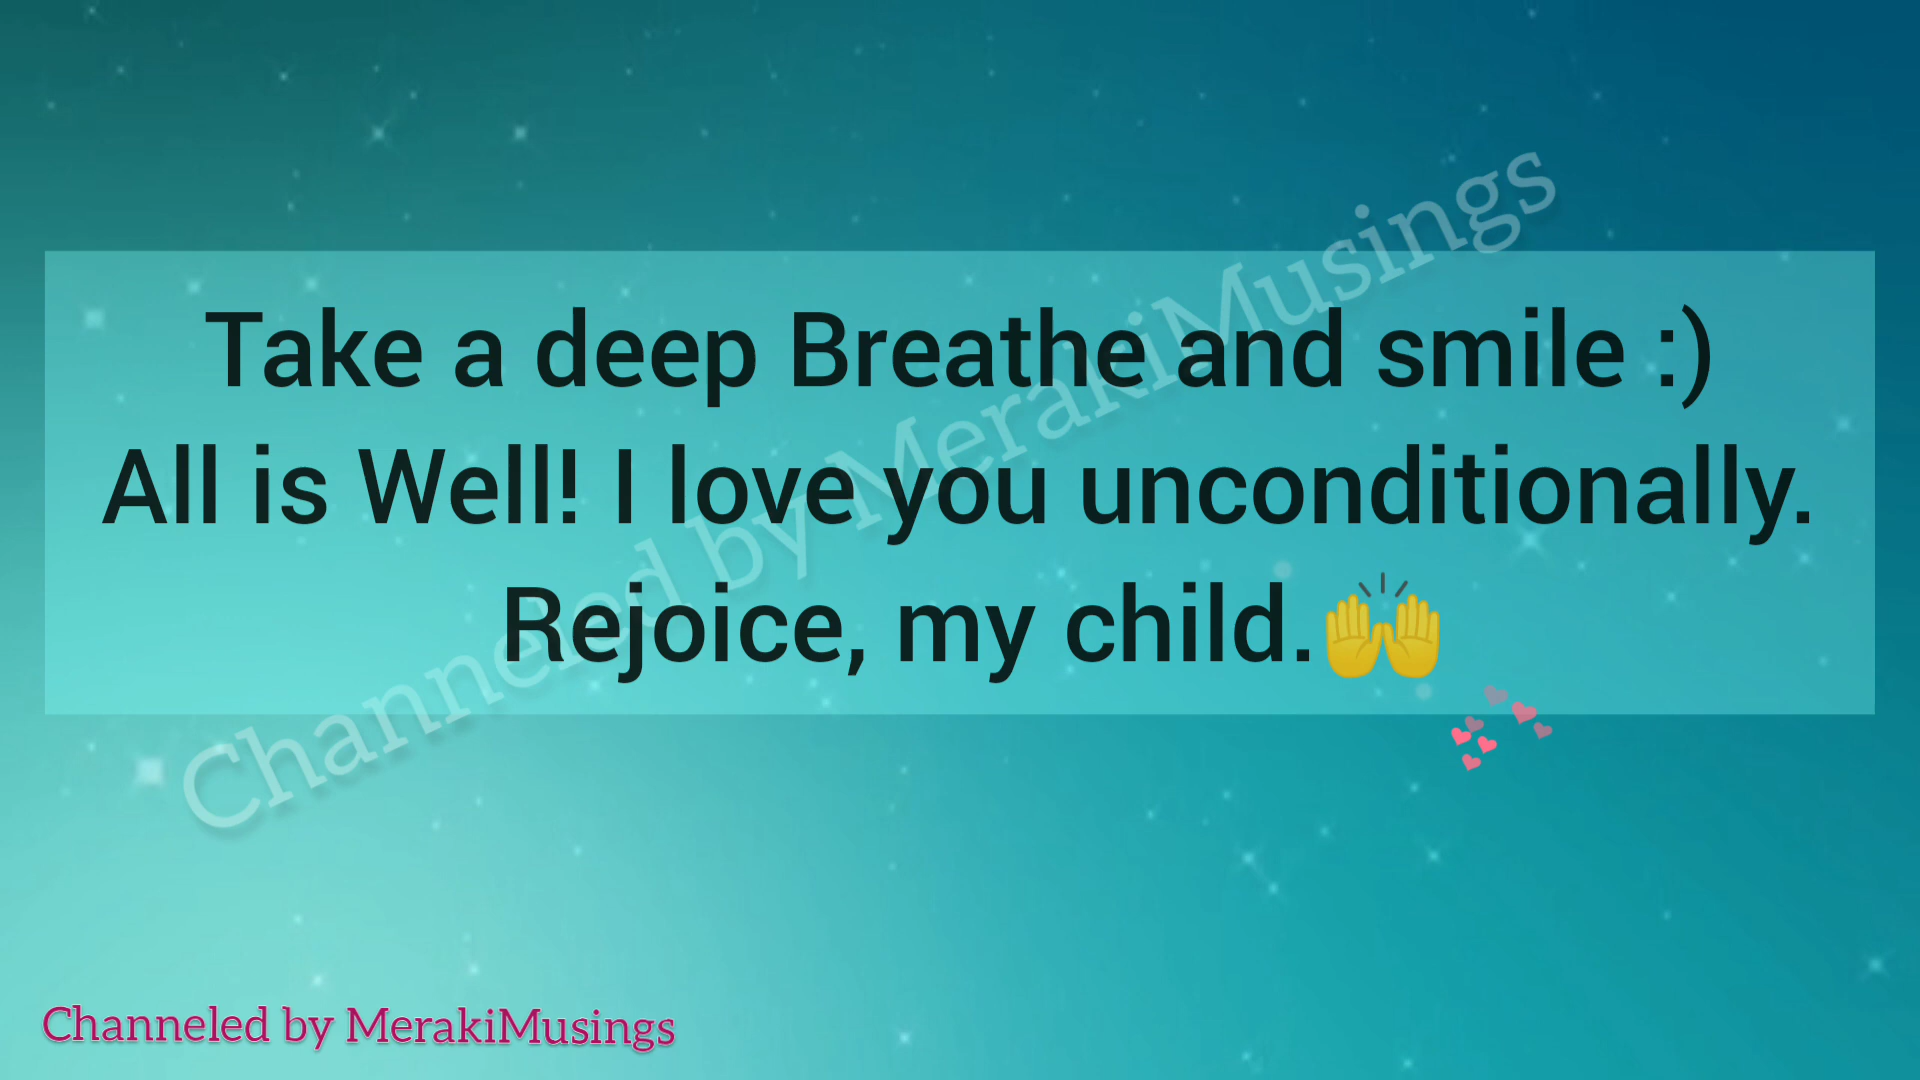 Take a deep Breathe and smile :)
All is Well! I love you unconditionally.
Rejoice, my child.🙌
Channeled by MerakiMusings
Channeled by MerakiMusings